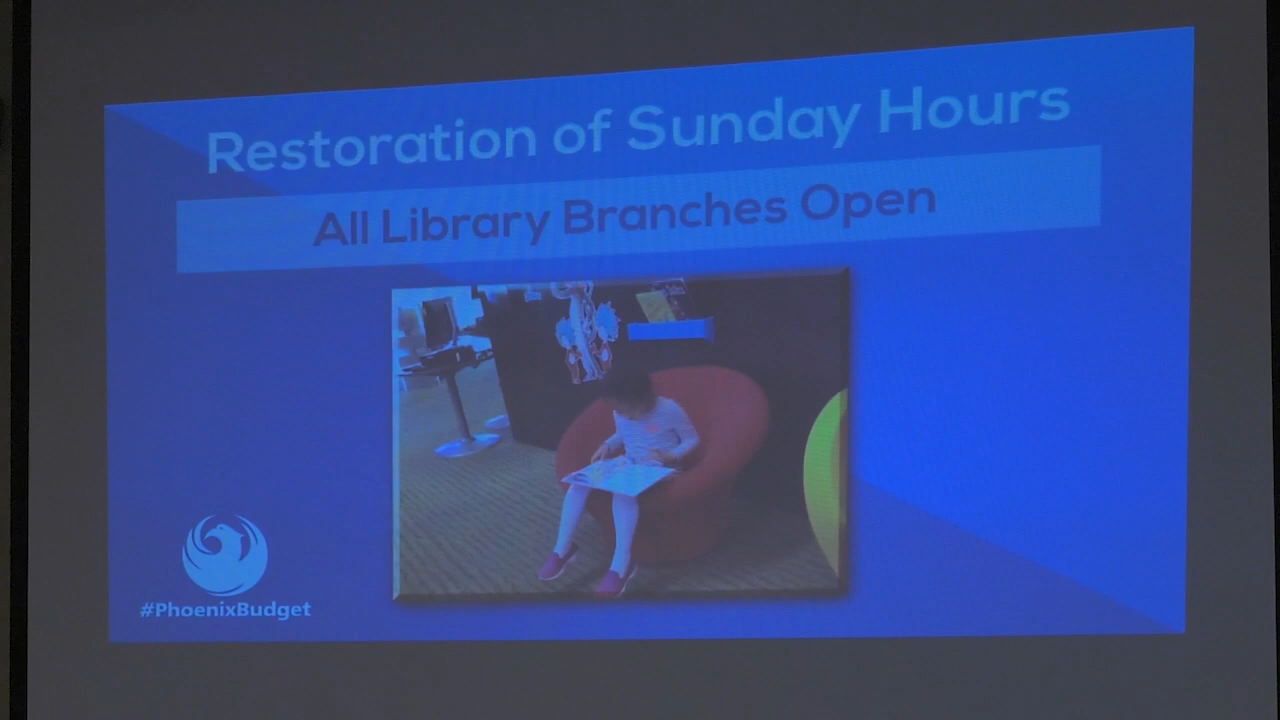 Restoration of Sunday Hours
All Library Branches Open
#PhoenixBudget